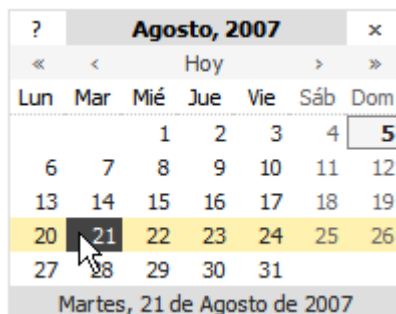 ? Agosto, 2007 ×
« ‹ Hoy › »
Lun Mar Mié Jue Vie Sáb Dom
1 2 3 4 5
6 7 8 9 10 11 12
13 14 15 16 17 18 19
20 21 22 23 24 25 26
27 28 29 30 31
Martes, 21 de Agosto de 2007